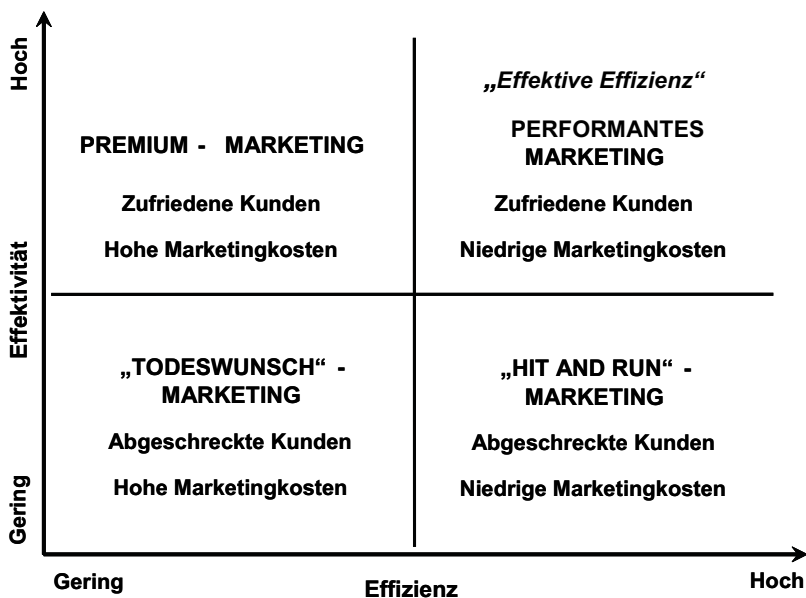 Hoch
„Effektive Effizienz“
PREMIUM - MARKETING
PERFORMANTES
MARKETING
Zufriedene Kunden
Hohe Marketingkosten
Zufriedene Kunden
Niedrige Marketingkosten
Effektivität
„TODESWUNSCH“ -
MARKETING
Abgeschreckte Kunden
Hohe Marketingkosten
„HIT AND RUN“ -
MARKETING
Abgeschreckte Kunden
Niedrige Marketingkosten
Gering
Gering
Effizienz
Hoch